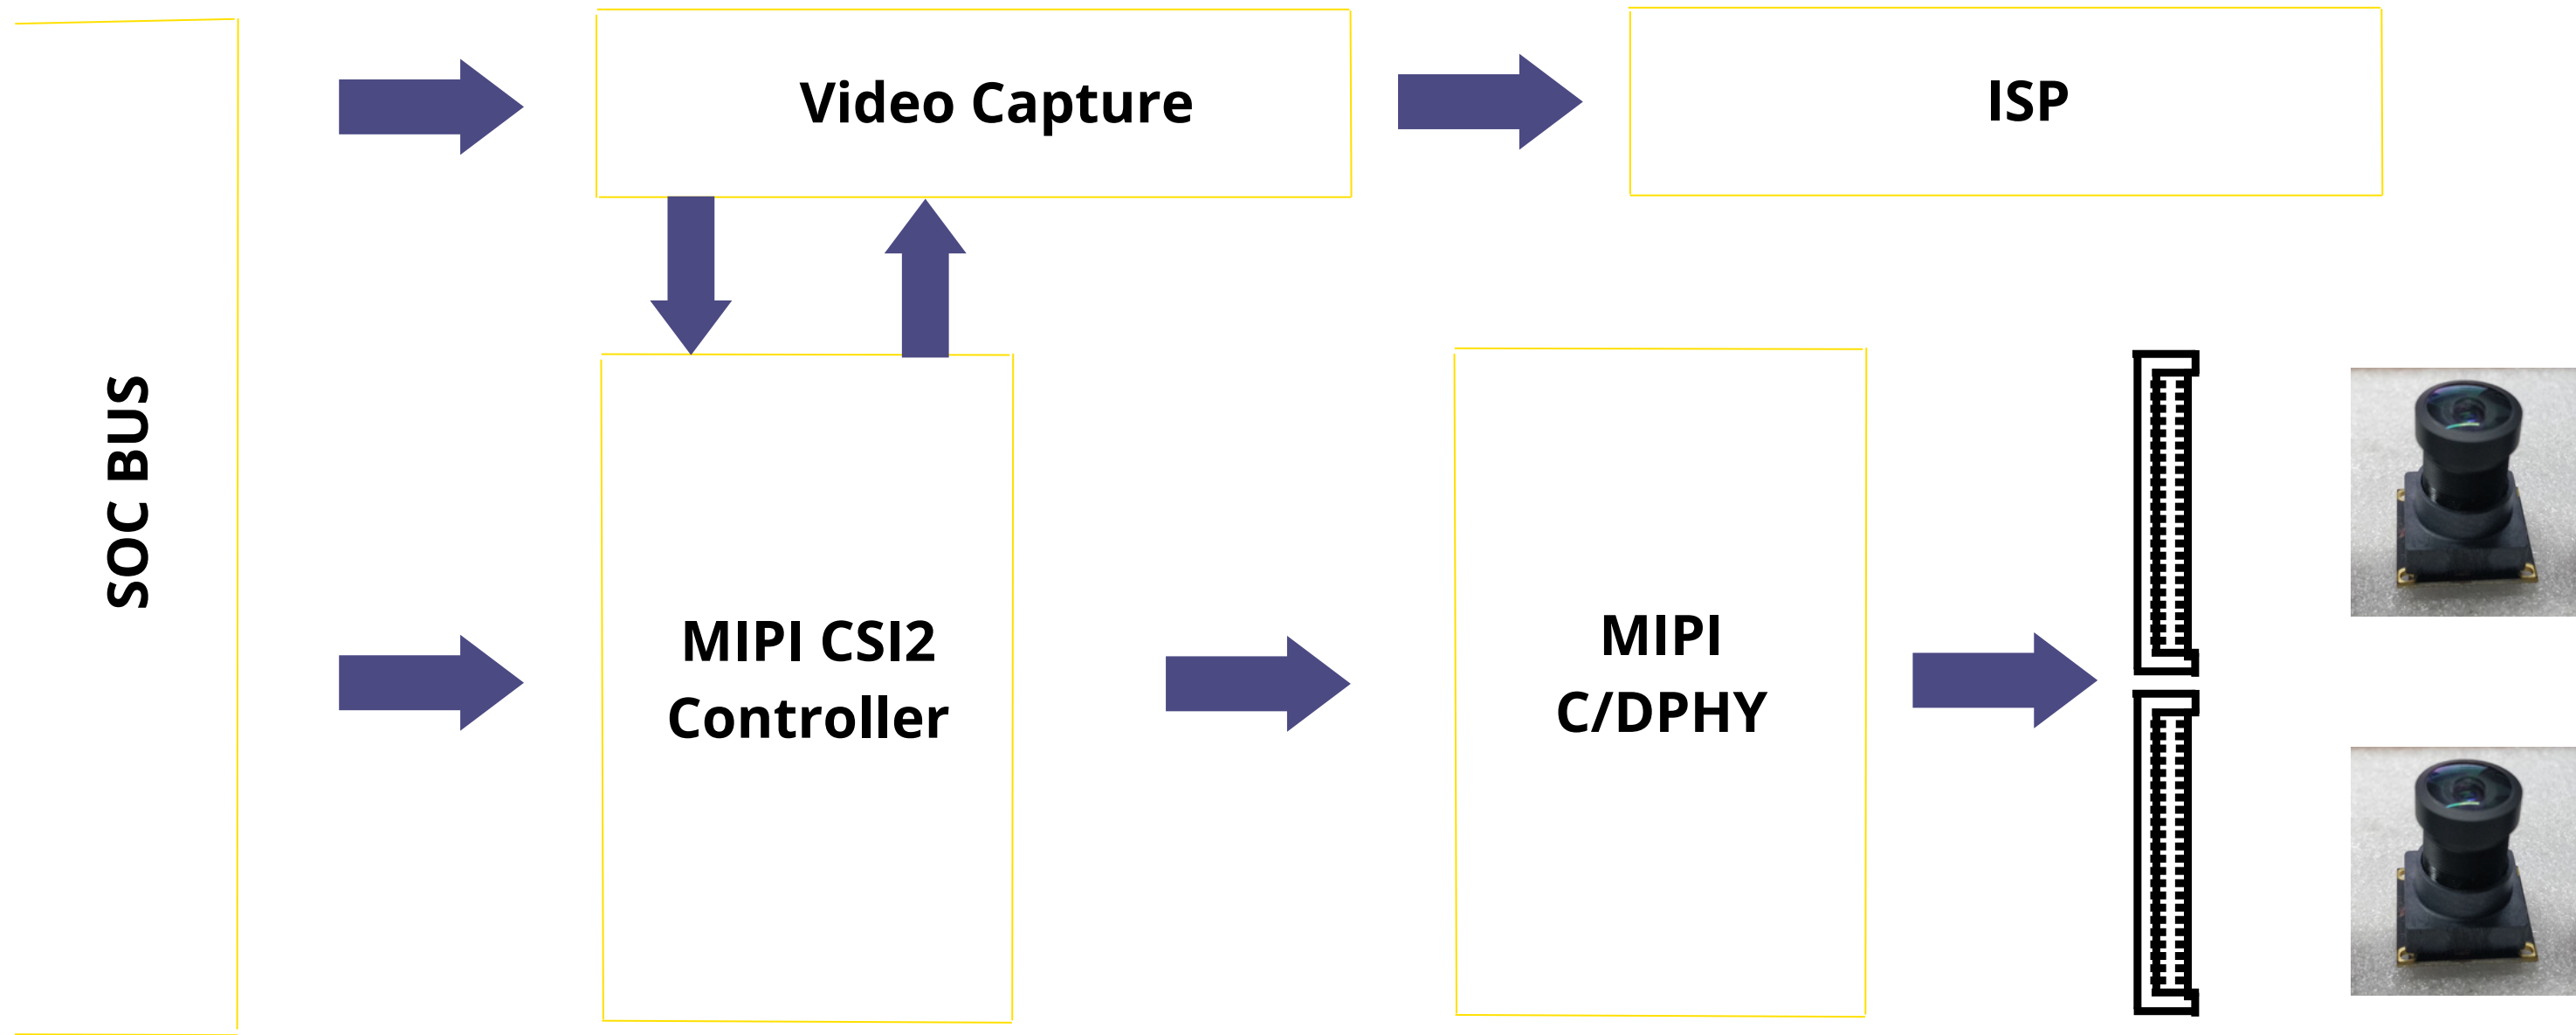 Video Capture
ISP
SOC BUS
MIPI CSI2
Controller
MIPI
C/DPHY